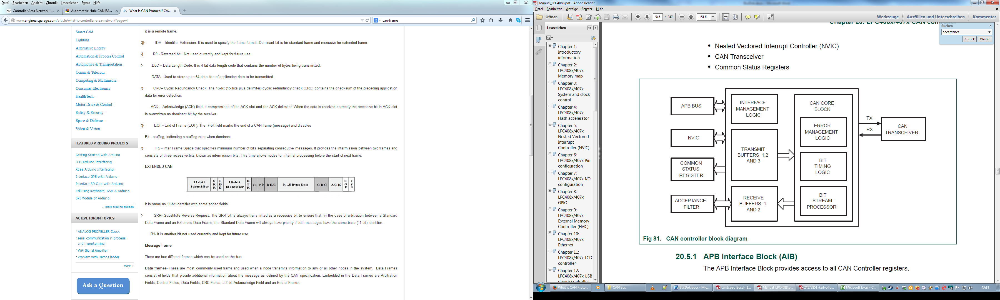 Datei Bearbeiten Ansicht Chronik Lesezeichen Extras Hilfe
Controller Area Network – ...
Automotive Hub: CAN BA...
What is CAN Protocol? CA...
www.engineersgarage.com/article/what-is-controller-area-network?page=4
can-frame
Smart Grid
Lighting
Alternative Energy
Automation & Process Control
Automotive & Transportation
Comm & Telecom
Computing & Multimedia
Consumer Electronics
HealthTech
Motor Drive & Control
Safety & Security
Space & Defense
Video & Vision
FEATURED ARDUINO PROJECTS
Getting Started with Arduino
LCD Arduino Interfacing
Xbee Arduino Interfacing
Interface GPS with Arduino
Interface SD Card with Arduino
Call using Keyboard, GSM & Arduino
SPI Module of Arduino
... more arduino projects
ACTIVE FORUM TOPICS
ANALOG PROPELLER CLock
serial communication in proteus
and hyperterminal
WiFi Signal Amplifier
Problem with Jacobs ladder
more
Ask a Question
it is a remote frame.
IDE – Identifier Extension. It is used to specify the frame format. Dominant bit is for standard frame and recessive for extended frame.
R0 - Reversed bit. Not used currently and kept for future use.
DLC – Data Length Code. It is 4 bit data length code that contains the number of bytes being transmitted.
DATA– Used to store up to 64 data bits of application data to be transmitted.
CRC– Cyclic Redundancy Check. The 16-bit (15 bits plus delimiter) cyclic redundancy check (CRC) contains the checksum of the preceding application
data for error detection.
ACK – Acknowledge (ACK) field. It compromises of the ACK slot and the ACK delimiter. When the data is received correctly the recessive bit in ACK slot
is overwritten as dominant bit by the receiver.
EOF– End of Frame (EOF). The 7-bit field marks the end of a CAN frame (message) and disables
Bit - stuffing, indicating a stuffing error when dominant.
IFS - Inter Frame Space that specifies minimum number of bits separating consecutive messages. It provides the intermission between two frames and
consists of three recessive bits known as intermission bits. This time allows nodes for internal processing before the start of next frame.
EXTENDED CAN
11-bit Identifier
SRR
IDE
18-bit Identifier
RTR
r1
r0
DLC
0...8 Bytes Data
CRC
ACK
EOF
IFS
It is same as 11-bit identifier with some added fields
SRR- Substitute Reverse Request. The SRR bit is always transmitted as a recessive bit to ensure that, in the case of arbitration between a Standard
Data Frame and an Extended Data Frame, the Standard Data Frame will always have priority if both messages have the same base (11 bit) identifier.
R1- It is another bit not used currently and kept for future use.
Message frame
There are four different frames which can be used on the bus.
Data frames- These are most commonly used frame and used when a node transmits information to any or all other nodes in the system. Data Frames
consist of fields that provide additional information about the message as defined by the CAN specification. Embedded in the Data Frames are Arbitration
Fields, Control Fields, Data Fields, CRC Fields, a 2-bit Acknowledge Field and an End of Frame.
Manual_LPC4088.pdf - Adobe Reader
Datei Bearbeiten Anzeige Fenster Hilfe
Öffnen
545 / 947
151%
Werkzeuge
Ausfüllen und Unterschreiben
Kommentar
Lesezeichen
Chapter 1:
Introductory
information
Chapter 2:
LPC408x/407x
Memory map
Chapter 3:
LPC408x/407x
System and clock
control
Chapter 4:
LPC408x/407x
Flash accelerator
Chapter 5:
LPC408x/407x
Nested Vectored
Interrupt
Controller (NVIC)
Chapter 6:
LPC408x/407x Pin
configuration
Chapter 7:
LPC408x/407x I/O
configuration
Chapter 8:
LPC408x/407x
GPIO
Chapter 9:
LPC408x/407x
External Memory
Controller (EMC)
Chapter 10:
LPC408x/407x
Ethernet
Chapter 11:
LPC408x/407x LCD
controller
Chapter 12:
LPC408x/407x USB
device controller
Chapter 20: LPC408x/407x CAN controller
Suchen
acceptance
Zurück
Weiter
• Nested Vectored Interrupt Controller (NVIC)
• CAN Transceiver
• Common Status Registers
APB BUS
NVIC
COMMON
STATUS
REGISTER
ACCEPTANCE
FILTER
INTERFACE
MANAGEMENT
LOGIC
TRANSMIT
BUFFERS 1,2
AND 3
RECEIVE
BUFFERS 1
AND 2
CAN CORE
BLOCK
ERROR
MANAGEMENT
LOGIC
BIT
TIMING
LOGIC
BIT
STREAM
PROCESSOR
TX
RX
CAN
TRANSCEIVER
Fig 81. CAN controller block diagram
20.5.1 APB Interface Block (AIB)
The APB Interface Block provides access to all CAN Controller registers.
What is CAN Proto...
CAN Bus
BusDok.docx - Mic...
can2spec_Bosch_1...
Manual_LPC4088.p...
24172851-keil-c-fo...
Microsoft Excel - C...
22:15